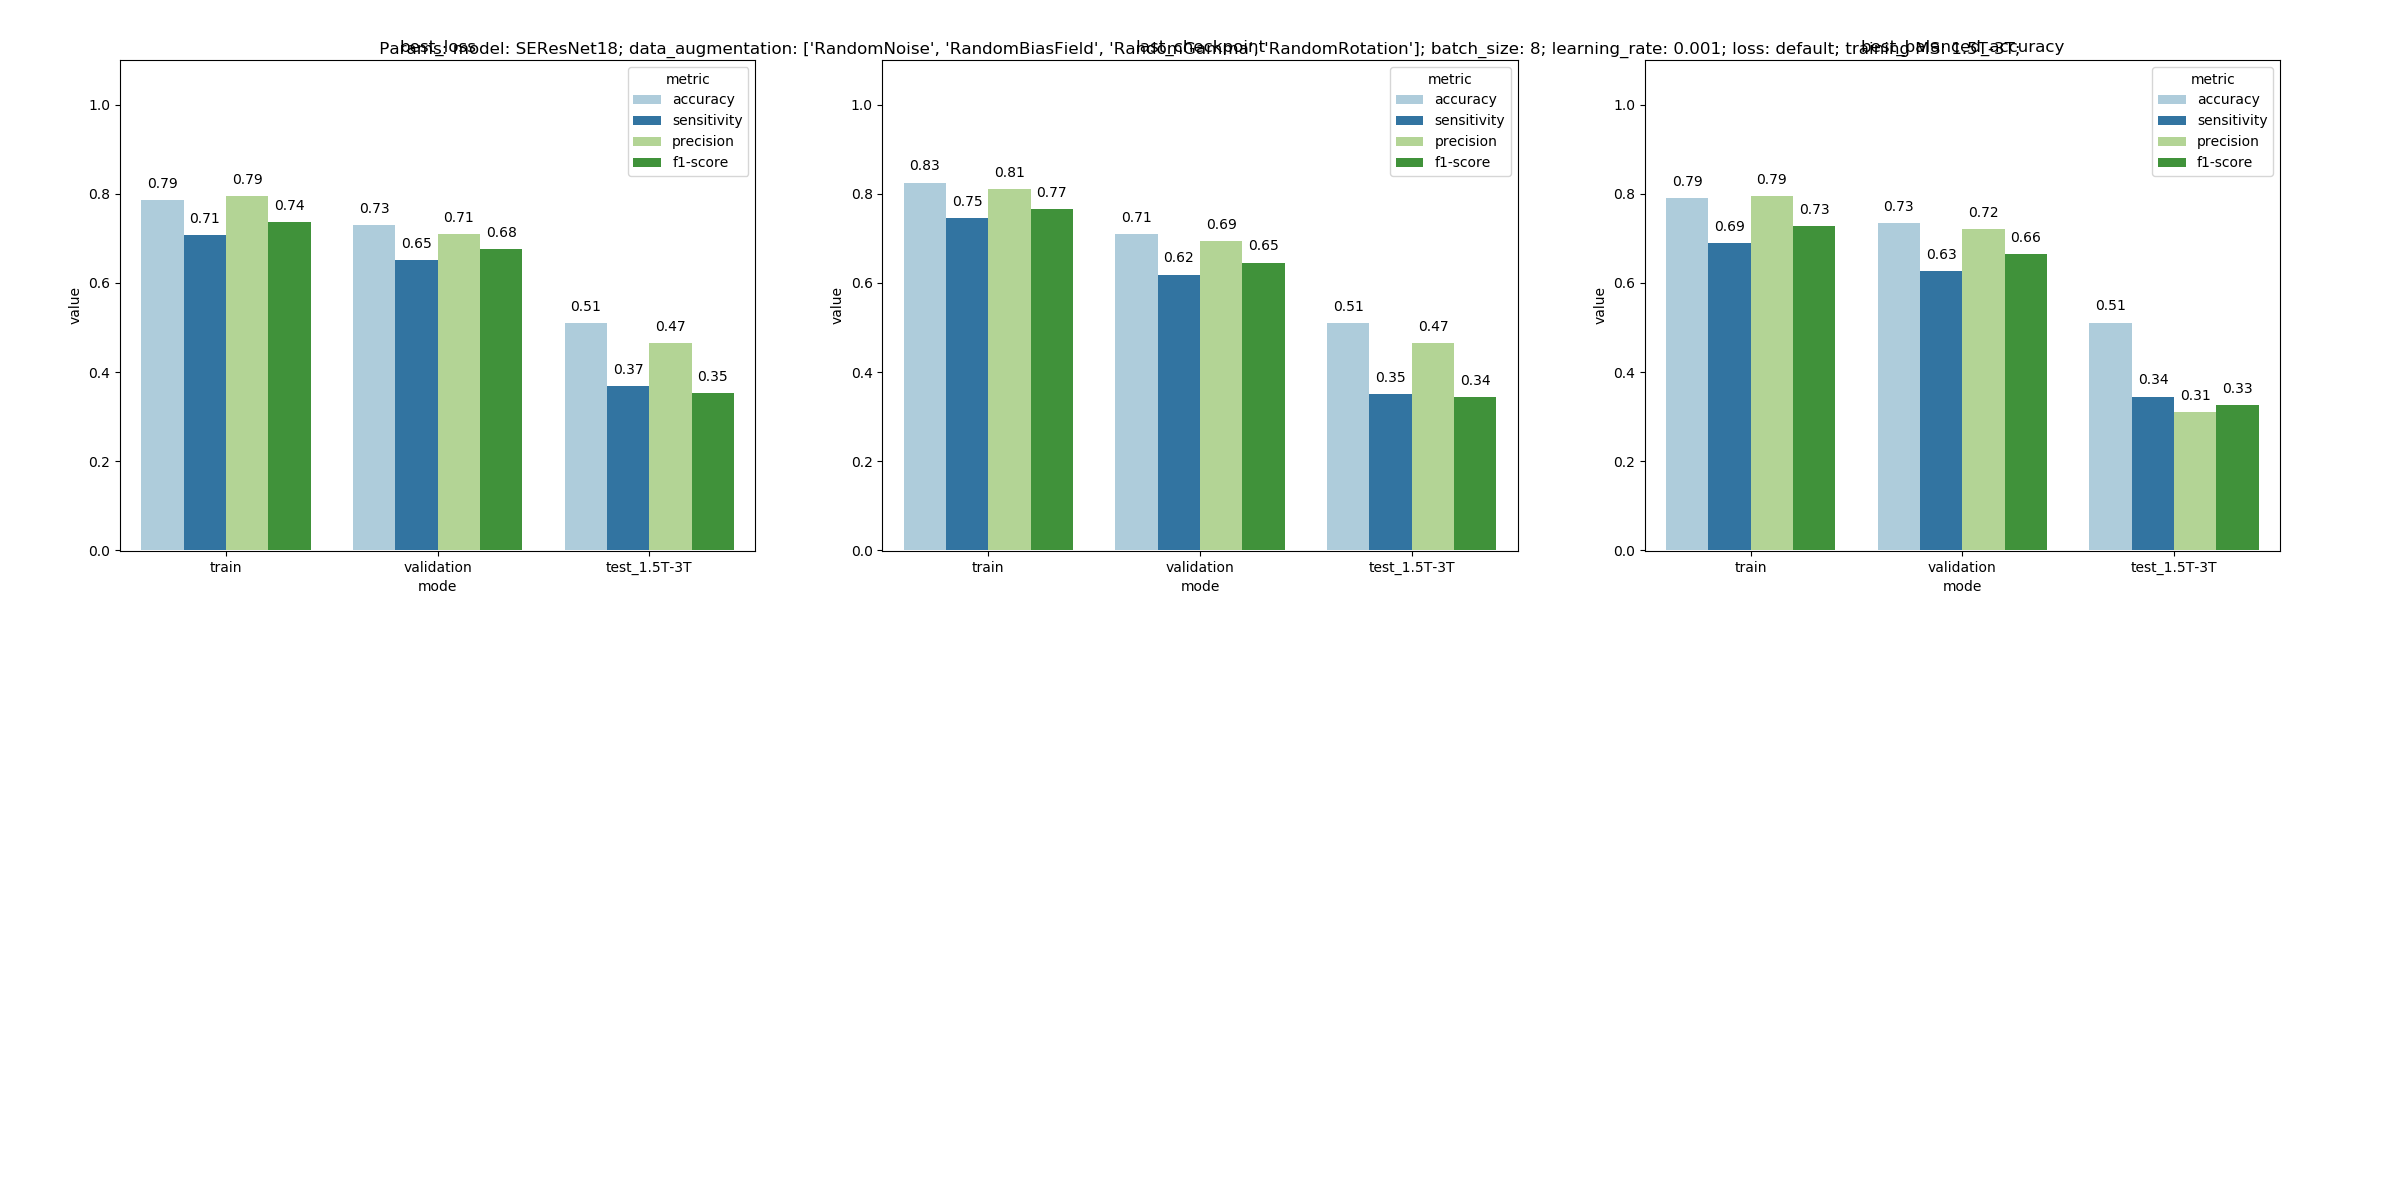 best_loss
last_checkpoint
best_balanced_accuracy
Params: model: SEResNet18; data_augmentation: ['RandomNoise', 'RandomBiasField', 'RandomGamma', 'RandomRotation']; batch_size: 8; learning_rate: 0.001; loss: default; training MS: 1.5T-3T;
metric
accuracy
sensitivity
precision
f1-score
1.0
0.8
0.6
0.4
0.2
0.0
value
0.79
0.71
0.79
0.74
0.73
0.65
0.71
0.68
0.51
0.37
0.47
0.35
train
validation
test_1.5T-3T
mode
metric
accuracy
sensitivity
precision
f1-score
1.0
0.8
0.6
0.4
0.2
0.0
value
0.83
0.75
0.81
0.77
0.71
0.62
0.69
0.65
0.51
0.35
0.47
0.34
train
validation
test_1.5T-3T
mode
metric
accuracy
sensitivity
precision
f1-score
1.0
0.8
0.6
0.4
0.2
0.0
value
0.79
0.69
0.79
0.73
0.73
0.63
0.72
0.66
0.51
0.34
0.31
0.33
train
validation
test_1.5T-3T
mode